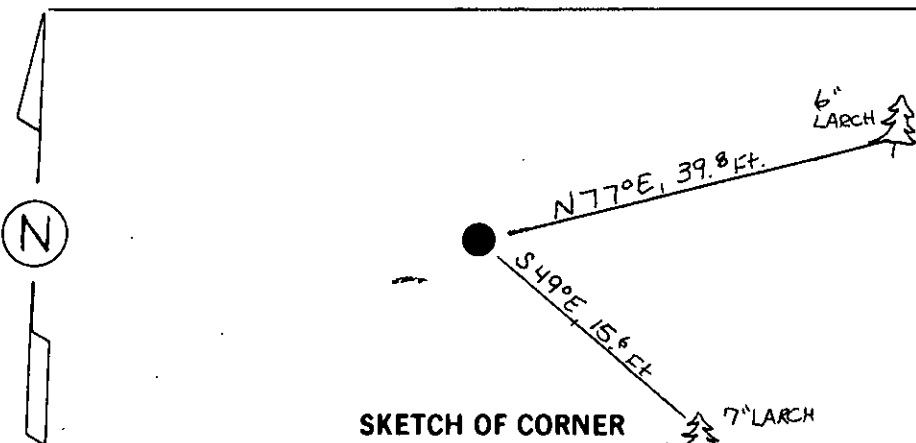 6"
LARCH
N77°E, 39.8 Ft.
N
S49°E, 15.6 Ft
7" LARCH
SKETCH OF CORNER